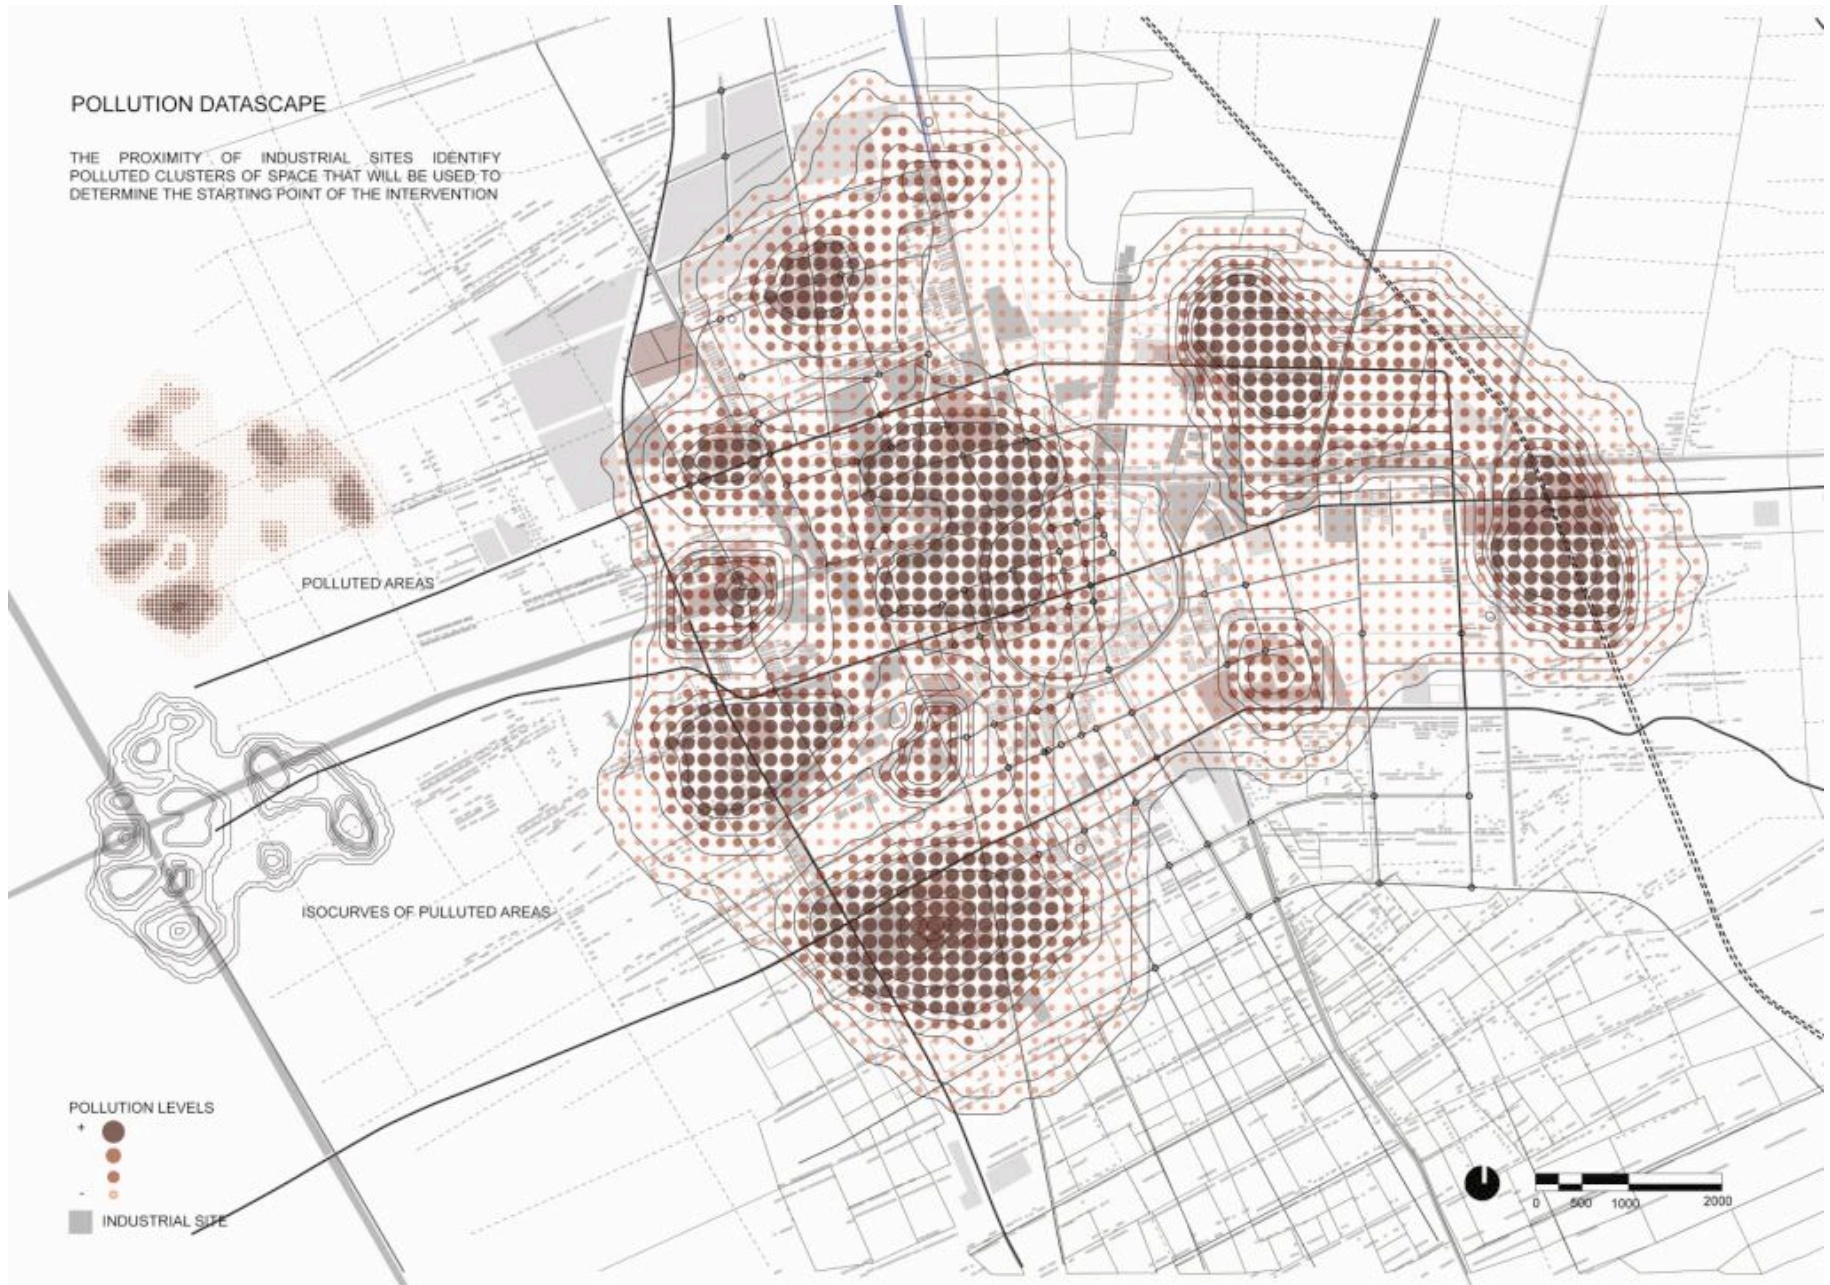 POLLUTION DATASCAPE
THE PROXIMITY OF INDUSTRIAL SITES IDENTIFY
POLLUTED CLUSTERS OF SPACE THAT WILL BE USED TO
DETERMINE THE STARTING POINT OF THE INTERVENTION
POLLUTED AREAS
ISOCURVES OF PULLUTED AREAS
POLLUTION LEVELS
+
-
INDUSTRIAL SITE
0 500 1000 2000